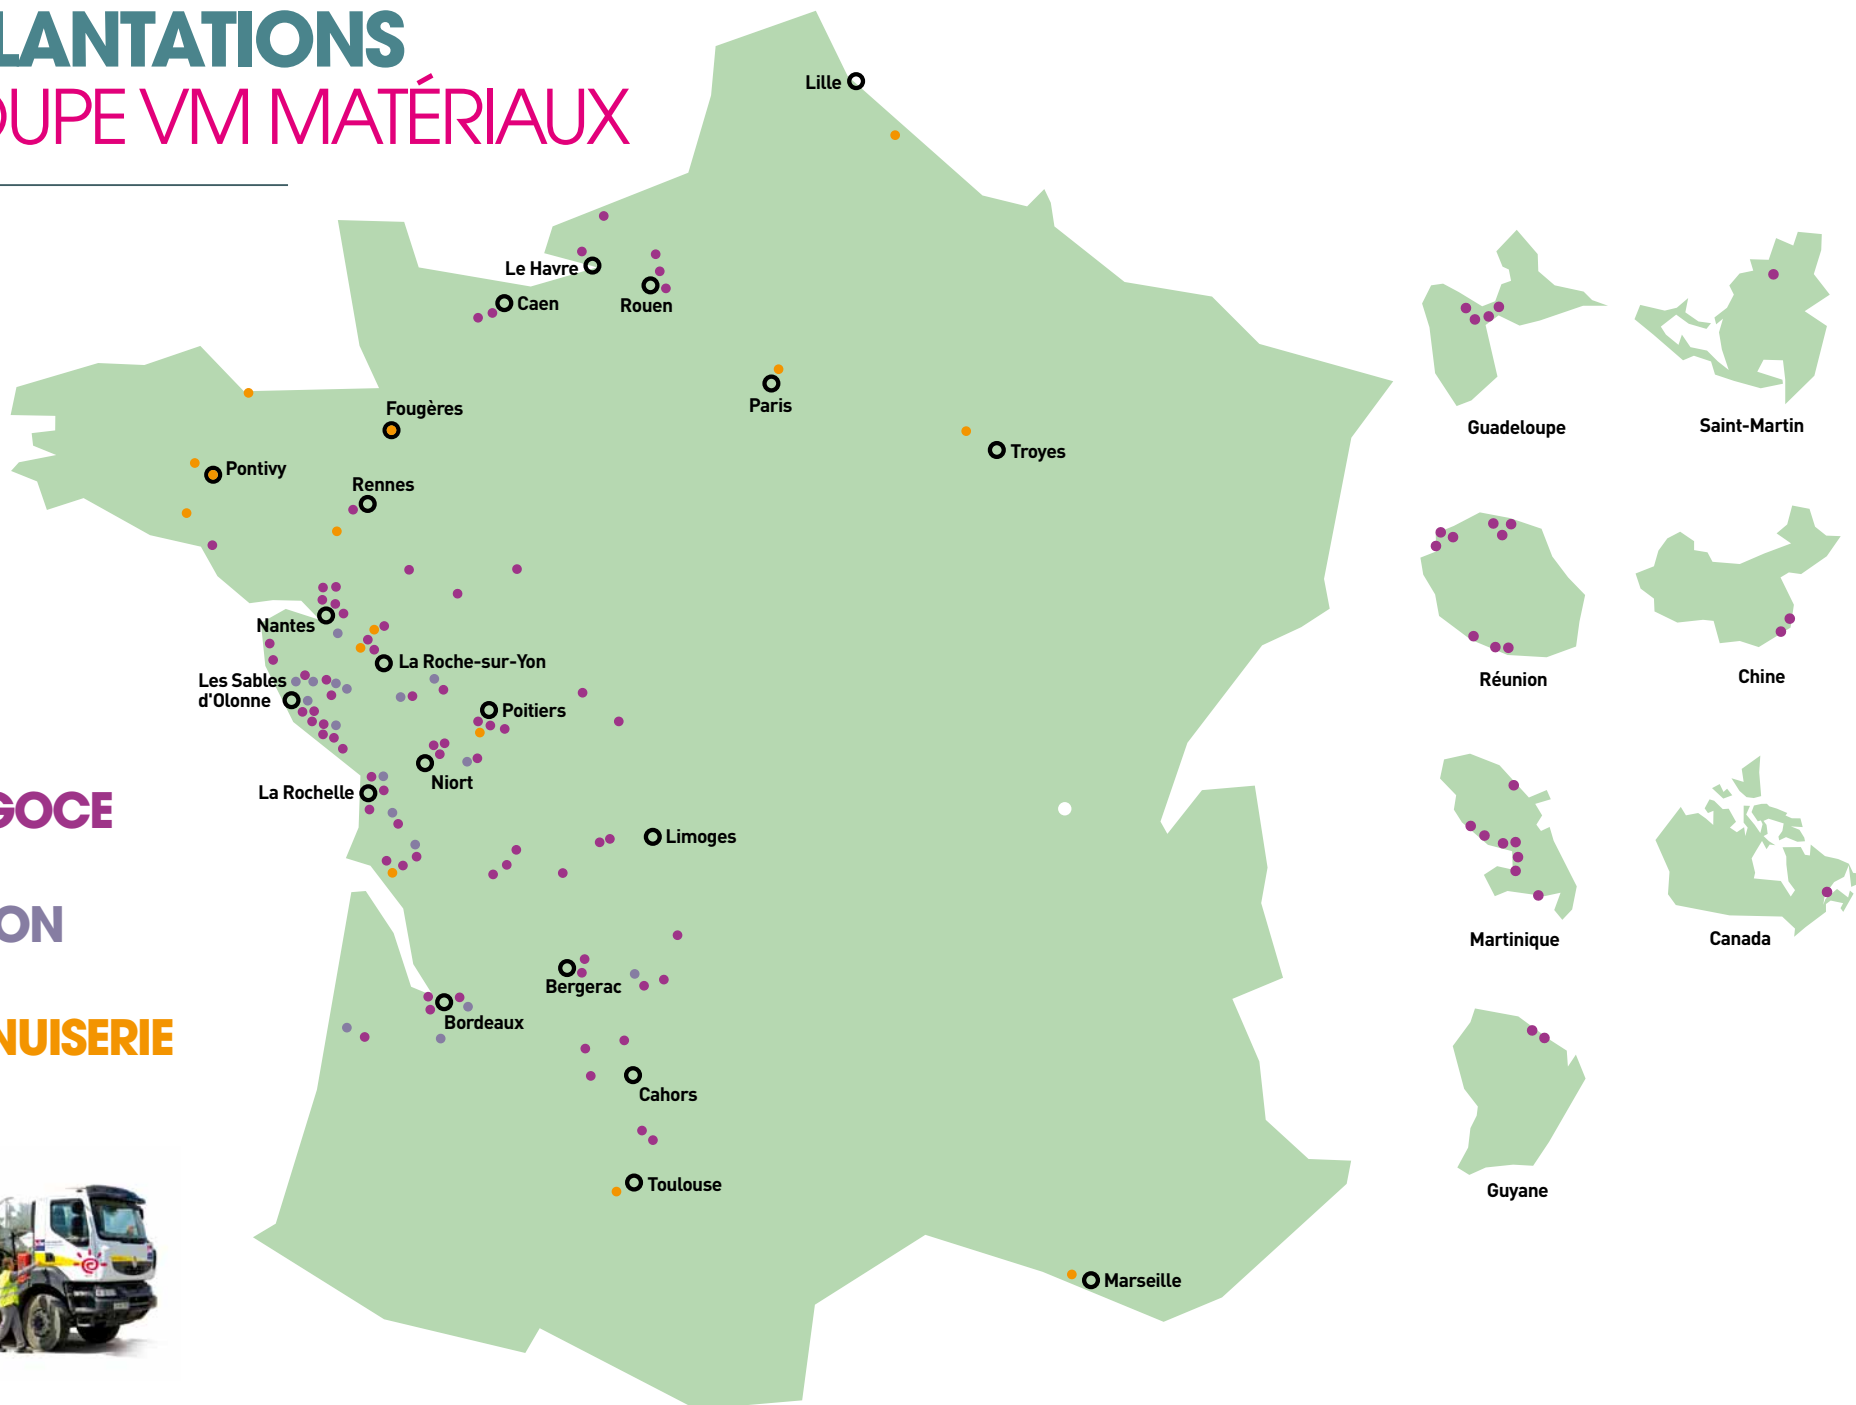 LANTATIONS
OUPE VM MATÉRIAUX
Lille
Le Havre
Caen
Rouen
Paris
Fougères
Troyes
Pontivy
Rennes
Nantes
La Roche-sur-Yon
Les Sables
d'Olonne
Poitiers
Niort
La Rochelle
Limoges
Bergerac
Bordeaux
Cahors
Toulouse
Marseille
GOCE
ON
NUISERIE
Guadeloupe
Saint-Martin
Réunion
Chine
Martinique
Canada
Guyane